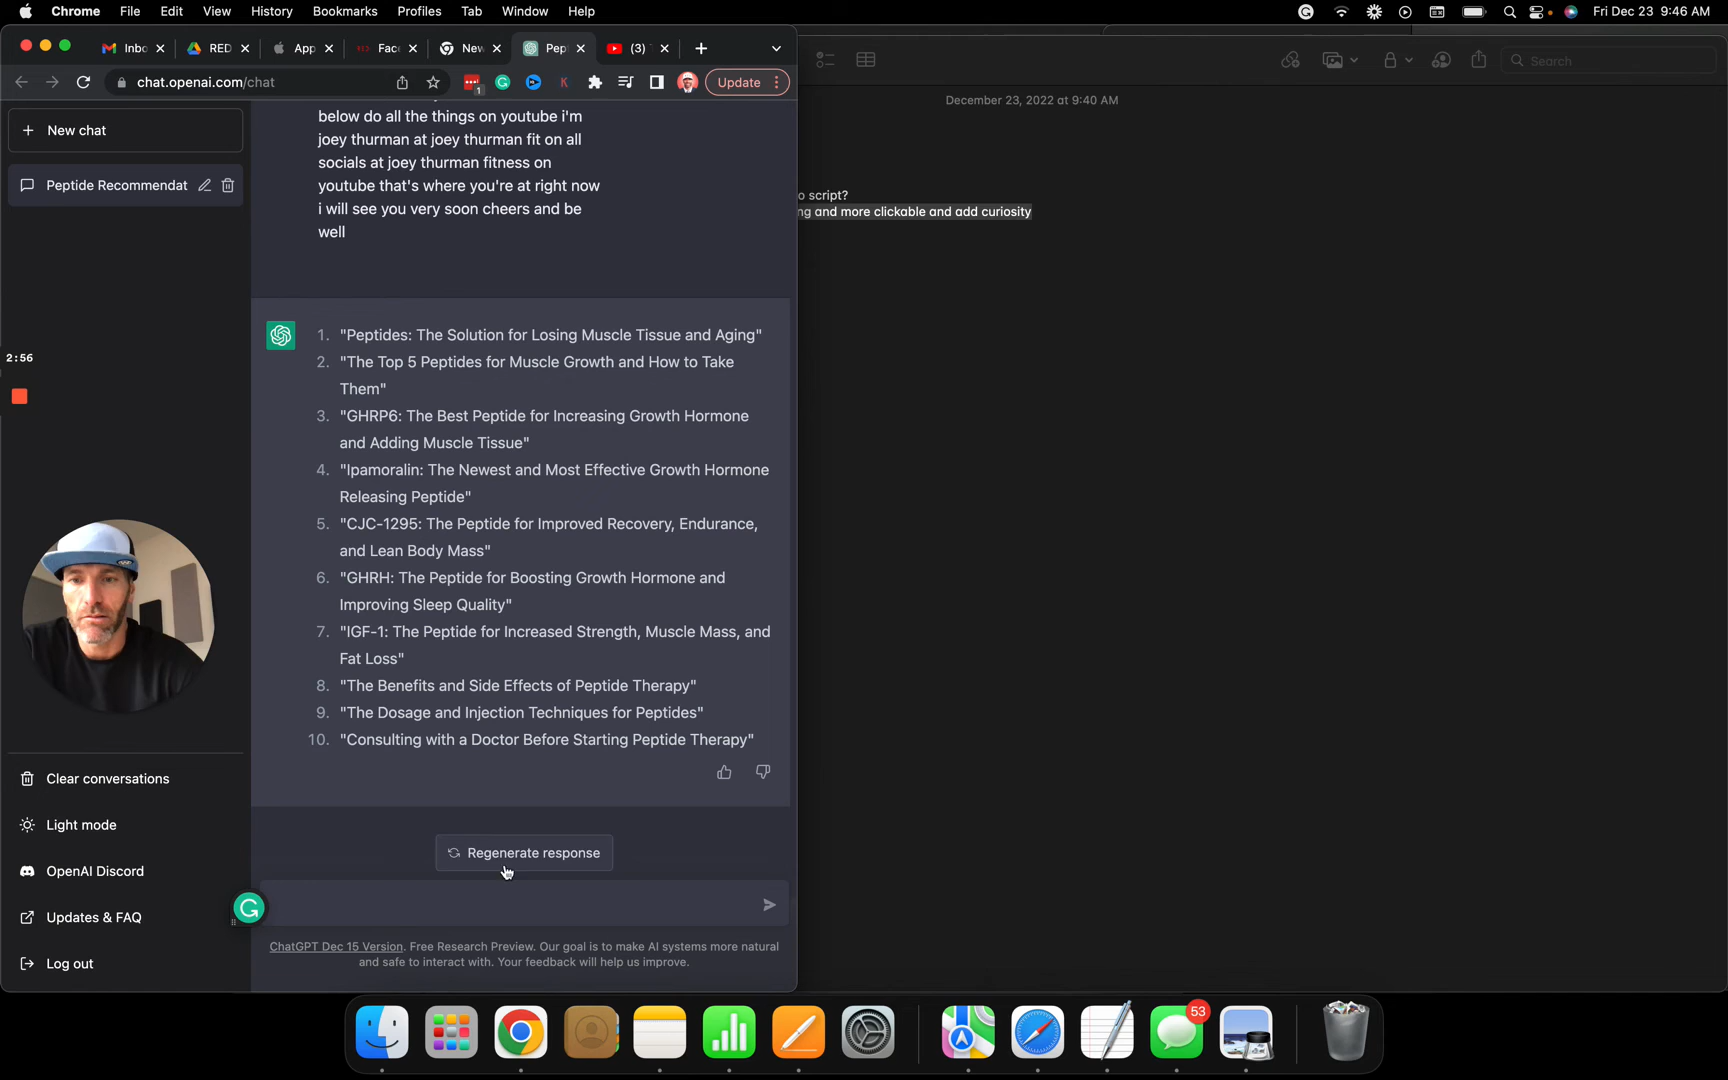 Chrome File Edit View History Bookmarks Profiles Tab Window Help Fri Dec 23 9:46 AM
Inbo RED App Face New Pep (3)
chat.openai.com/chat 1 Update
Search
December 23, 2022 at 9:40 AM
New chat
Peptide Recommendat
below do all the things on youtube i'm
joey thurman at joey thurman fit on all
socials at joey thurman fitness on
youtube that's where you're at right now
i will see you very soon cheers and be
well
o script?
ng and more clickable and add curiosity
2:56
1. "Peptides: The Solution for Losing Muscle Tissue and Aging"
2. "The Top 5 Peptides for Muscle Growth and How to Take
Them"
3. "GHRP6: The Best Peptide for Increasing Growth Hormone
and Adding Muscle Tissue"
4. "Ipamoralin: The Newest and Most Effective Growth Hormone
Releasing Peptide"
5. "CJC-1295: The Peptide for Improved Recovery, Endurance,
and Lean Body Mass"
6. "GHRH: The Peptide for Boosting Growth Hormone and
Improving Sleep Quality"
7. "IGF-1: The Peptide for Increased Strength, Muscle Mass, and
Fat Loss"
8. "The Benefits and Side Effects of Peptide Therapy"
9. "The Dosage and Injection Techniques for Peptides"
10. "Consulting with a Doctor Before Starting Peptide Therapy"
Clear conversations
Light mode
OpenAI Discord
Updates & FAQ
Log out
Regenerate response
ChatGPT Dec 15 Version. Free Research Preview. Our goal is to make AI systems more natural
and safe to interact with. Your feedback will help us improve.
53